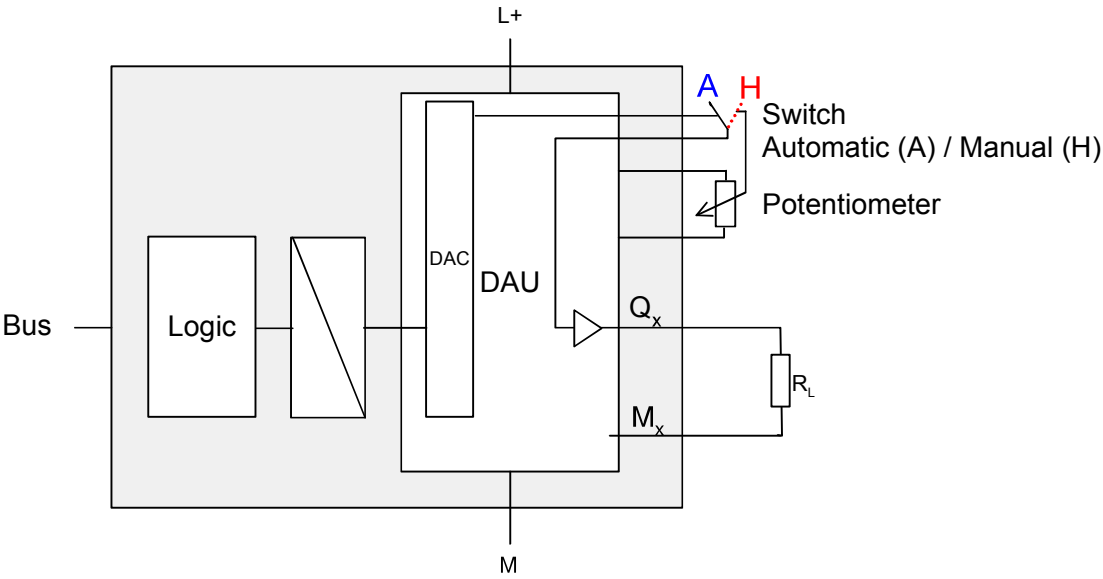 L+
A H
Switch
Automatic (A) / Manual (H)
Potentiometer
DAC
DAU
Bus
Logic
Qx
RL
Mx
M